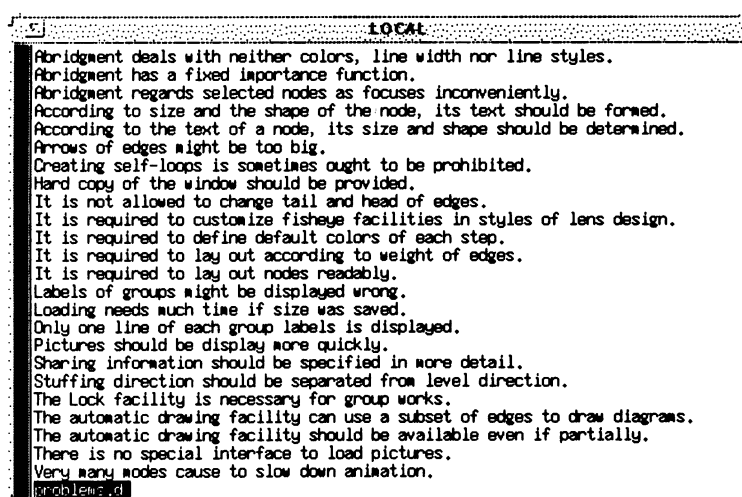 LOCAL
Abridgment deals with neither colors, line width nor line styles.
Abridgment has a fixed importance function.
Abridgment regards selected nodes as focuses inconveniently.
According to size and the shape of the node, its text should be formed.
According to the text of a node, its size and shape should be determined.
Arrows of edges might be too big.
Creating self-loops is sometimes ought to be prohibited.
Hard copy of the window should be provided.
It is not allowed to change tail and head of edges.
It is required to customize fisheye facilities in styles of lens design.
It is required to define default colors of each step.
It is required to lay out according to weight of edges.
It is required to lay out nodes readably.
Labels of groups might be displayed wrong.
Loading needs much time if size was saved.
Only one line of each group labels is displayed.
Pictures should be display more quickly.
Sharing information should be specified in more detail.
Stuffing direction should be separated from level direction.
The Lock facility is necessary for group works.
The automatic drawing facility can use a subset of edges to draw diagrams.
The automatic drawing facility should be available even if partially.
There is no special interface to load pictures.
Very many nodes cause to slow down animation.
problems.d